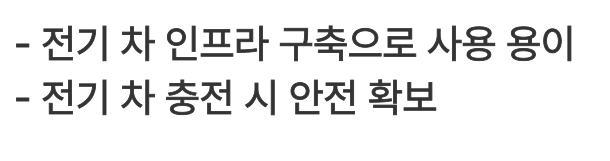 - 전기 차 인프라 구축으로 사용 용이
- 전기 차 충전 시 안전 확보